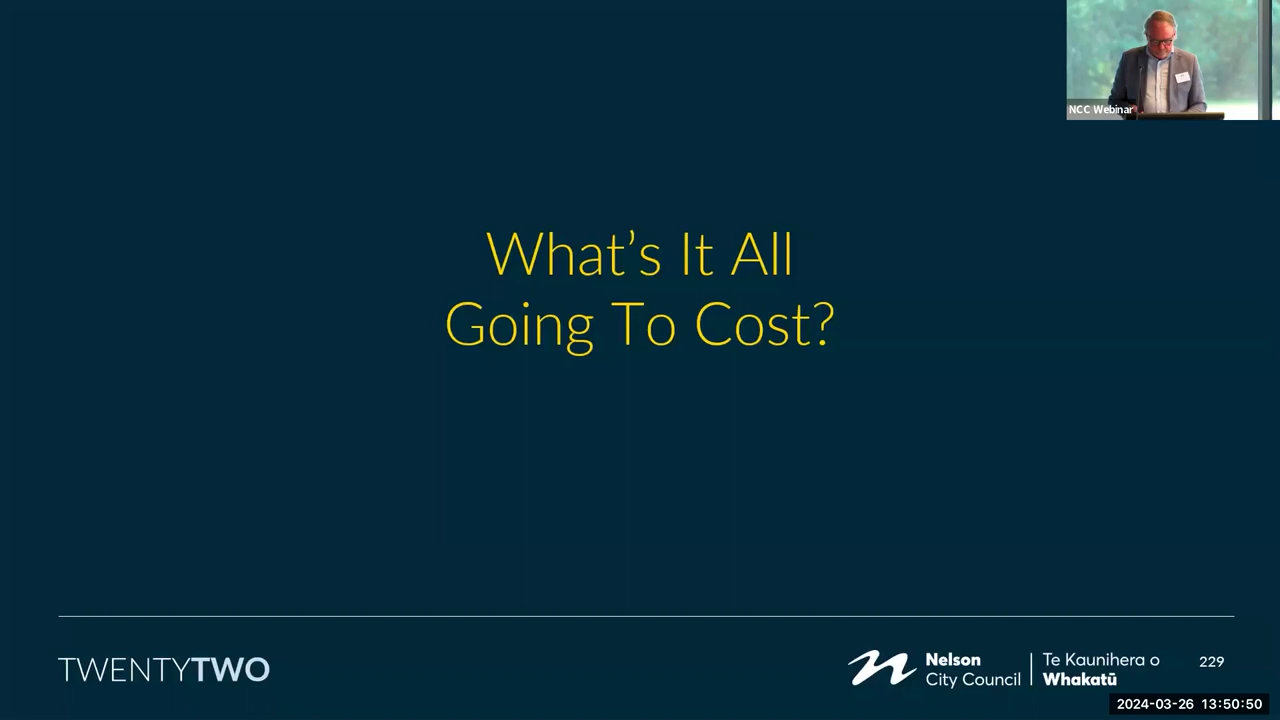 NCC Webinar
What’s It All
Going To Cost?
TWENTYTWO
Nelson
City Council
Te Kaunihera o
Whakatū
229
2024-03-26 13:50:50